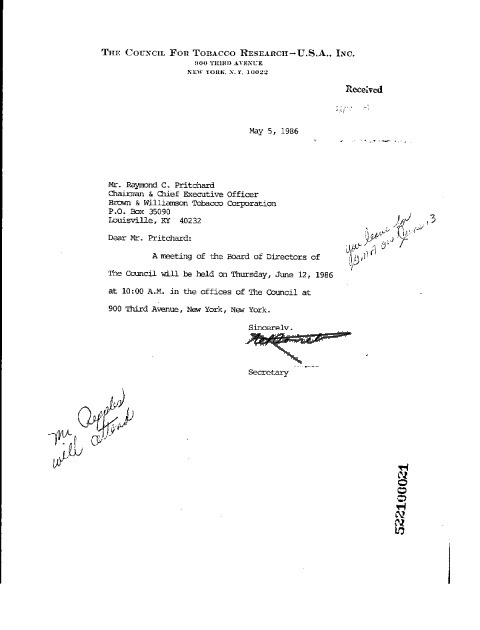 THE COUNCIL FOR TOBACCO RESEARCH—U.S.A., INC.
900 THIRD AVENUE
NEW YORK, N.Y. 10022
Received
May 5, 1986
Mr. Raymond C. Pritchard
Chairman & Chief Executive Officer
Brown & Williamson Tobacco Corporation
P.O. Box 35090
Louisville, KY 40232
you leave for
on June 13
Dear Mr. Pritchard:
A meeting of the Board of Directors of
The Council will be held on Thursday, June 12, 1986
at 10:00 A.M. in the offices of The Council at
900 Third Avenue, New York, New York.
Sincerely,
Secretary
Mr Pepples
will attend
522100021